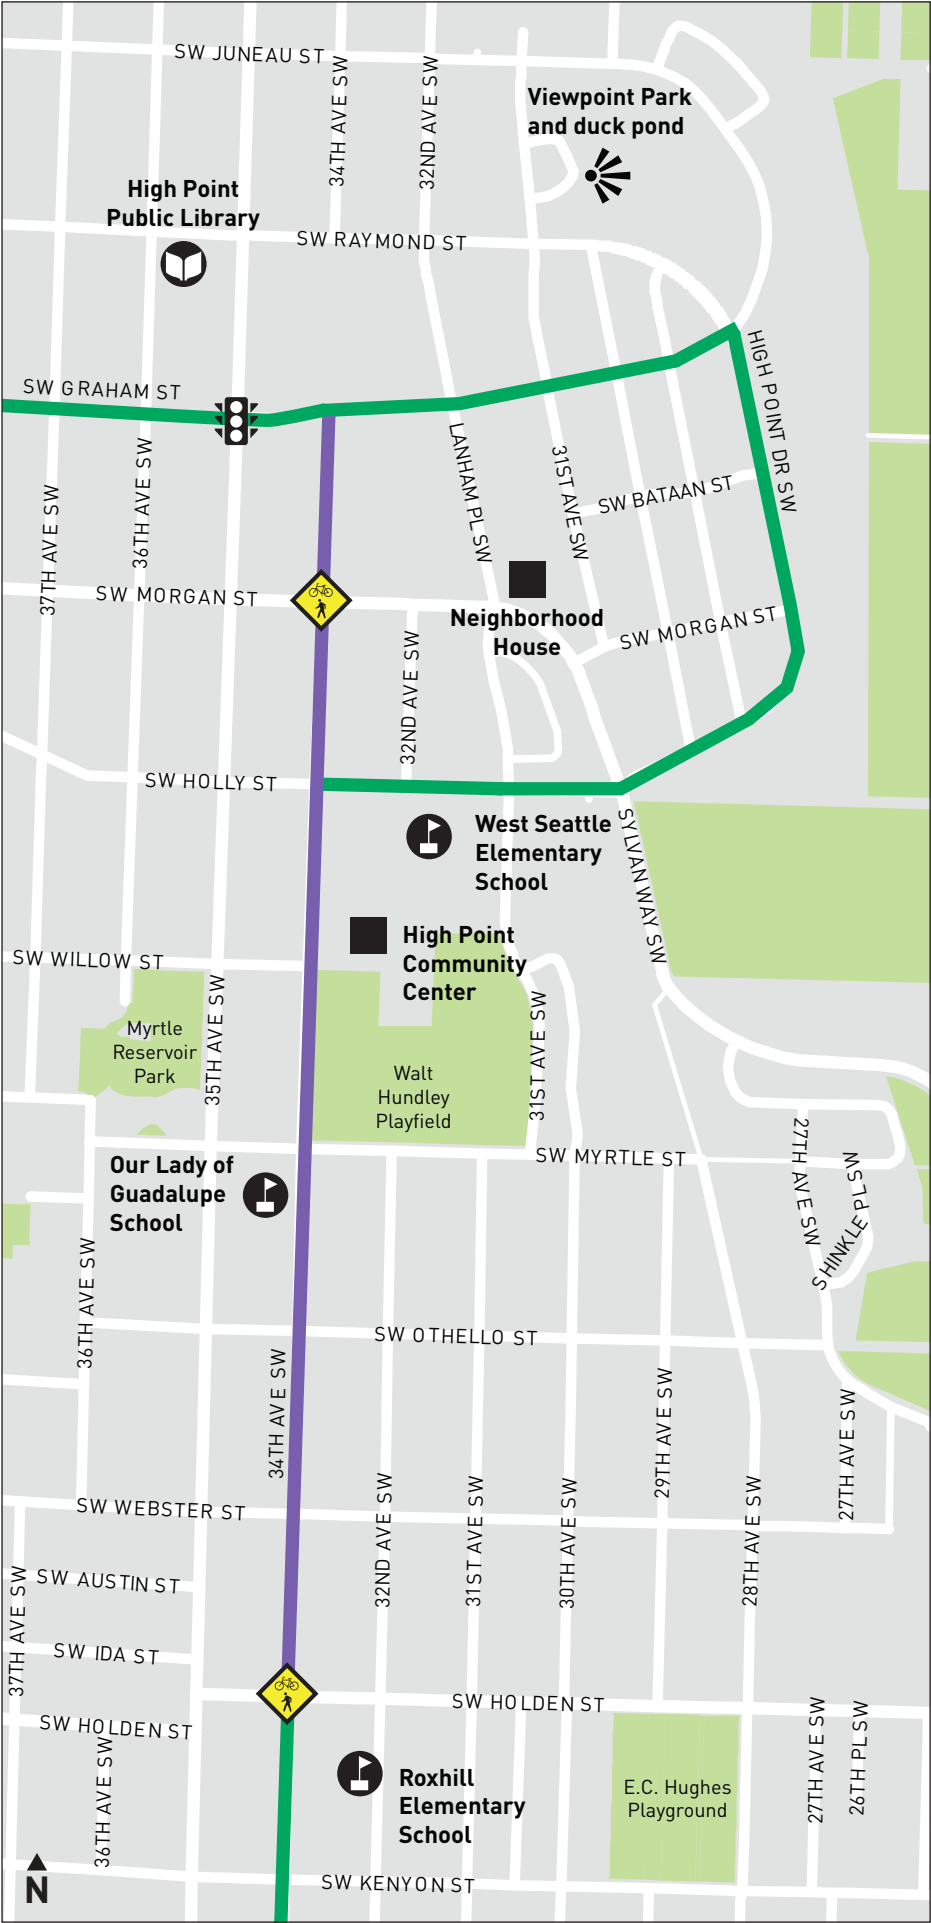 SW JUNEAU ST
34TH AVE SW
32ND AVE SW
Viewpoint Park
and duck pond
High Point
Public Library
SW RAYMOND ST
SW GRAHAM ST
HIGH POINT DR SW
37TH AVE SW
36TH AVE SW
LANHAM PL SW
31ST AVE SW
SW BATAAN ST
SW MORGAN ST
Neighborhood
House
SW MORGAN ST
32ND AVE SW
SW HOLLY ST
West Seattle
Elementary
School
SYLVAN WAY SW
High Point
Community
Center
SW WILLOW ST
35TH AVE SW
Myrtle
Reservoir
Park
Walt
Hundley
Playfield
31ST AVE SW
SW MYRTLE ST
Our Lady of
Guadalupe
School
27TH AVE SW
SHINKLE PL SW
36TH AVE SW
SW OTHELLO ST
34TH AVE SW
29TH AVE SW
27TH AVE SW
SW WEBSTER ST
32ND AVE SW
31ST AVE SW
30TH AVE SW
28TH AVE SW
37TH AVE SW
SW AUSTIN ST
SW IDA ST
SW HOLDEN ST
SW HOLDEN ST
36TH AVE SW
Roxhill
Elementary
School
E.C. Hughes
Playground
27TH AVE SW
26TH PL SW
N
SW KENYON ST